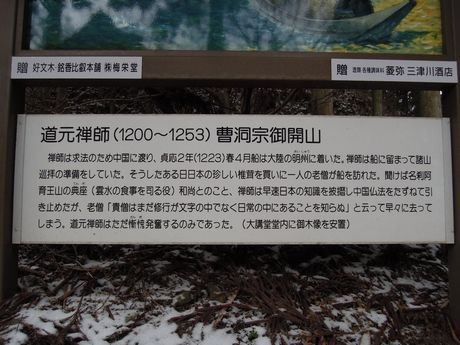 贈 好文木・銘香比叡本舗 株 梅栄堂
贈 酒類・各種調味料 菱弥 三津川酒店
道元禅師(1200〜1253)曹洞宗御開山
禅師は求法のため中国に渡り、貞応2年(1223)春4月船は大陸の明州に着いた。禅師は船に留まって諸山
巡拝の準備をしていた。そうしたある日日本の珍しい椎茸を買いに一人の老僧が船を訪れた。聞けば名刹阿
育王山の典座(雲水の食事を司る役)和尚とのこと、禅師は早速日本の知識を披掲し中国仏法をたずねて引
き止めたが、老僧「貴僧はまだ修行が文字の中でなく日常の中にあることを知らぬ」と云って早々に去って
しまう。道元禅師はただ慚愧発奮するのみであった。(大講堂堂内に御木像を安置)